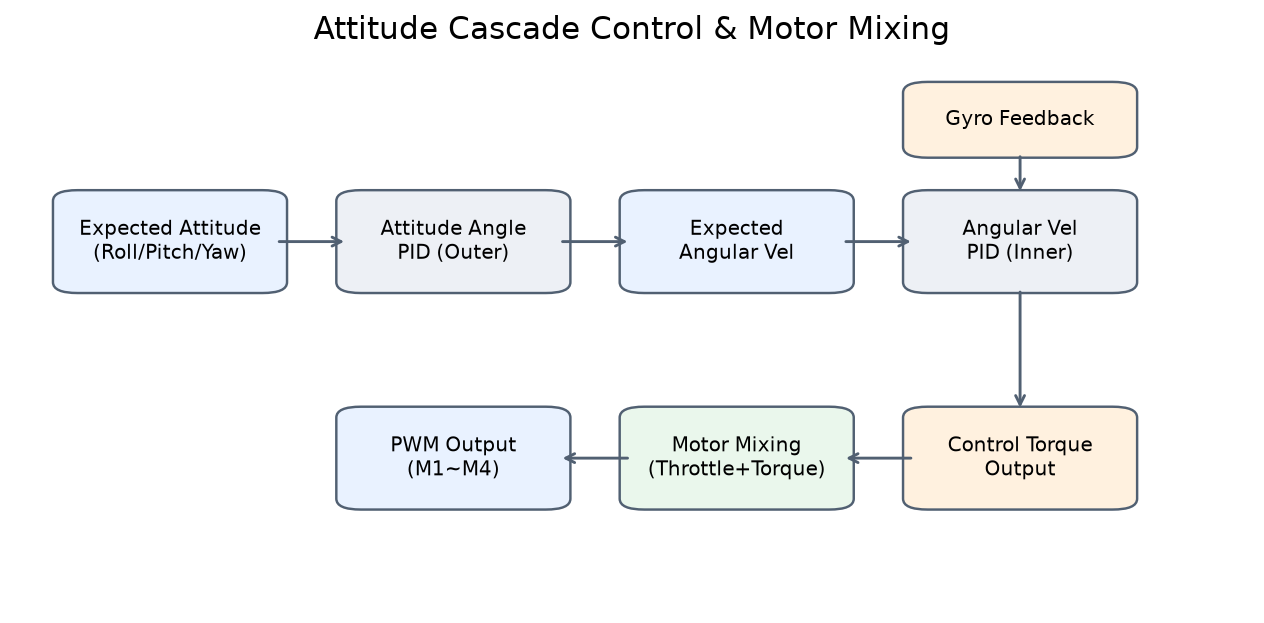 Attitude Cascade Control & Motor Mixing
Gyro Feedback
Expected Attitude
(Roll/Pitch/Yaw)
Attitude Angle
PID (Outer)
Expected
Angular Vel
Angular Vel
PID (Inner)
PWM Output
(M1~M4)
Motor Mixing
(Throttle+Torque)
Control Torque
Output